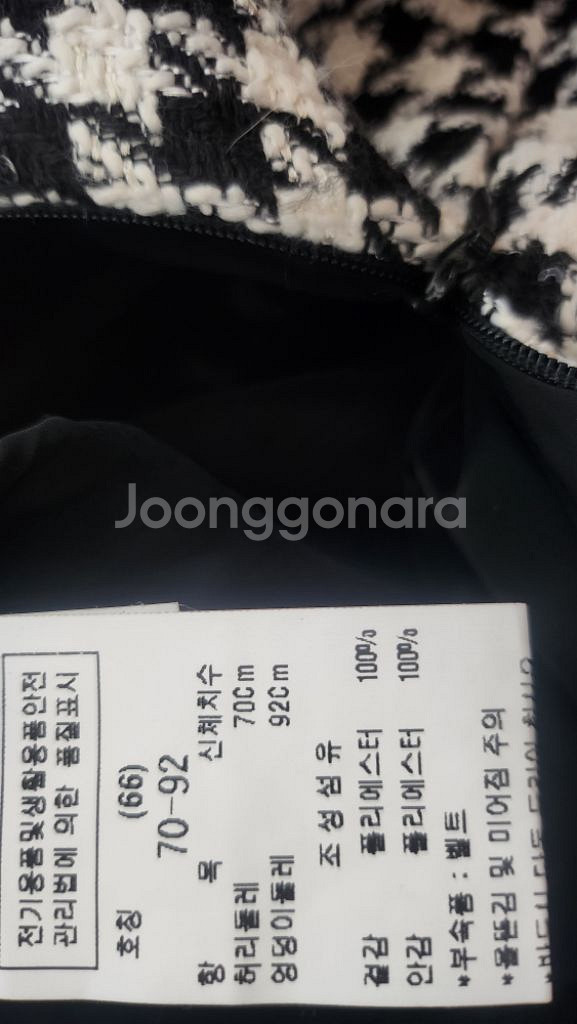 Joonggonara
전기용품및생활용품안전
관리법에 의한 품질표시
호칭 (66)
70-92
항 목 신체치수
허리둘레 70Cm
엉덩이둘레 92Cm
조성섬유
겉감 폴리에스터 100%
안감 폴리에스터 100%
*부속품 : 벨트
*올뜯김 및 미어짐 주의